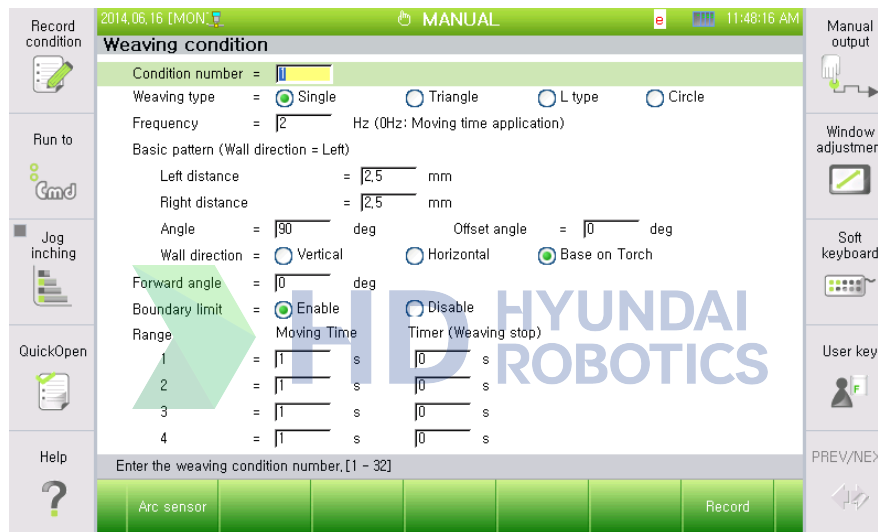 2014,06,16 [MON] MANUAL e 11:48:16 AM
Weaving condition
Record condition
Run to
Cmd
Jog inching
QuickOpen
Help
?
Condition number = 1
Weaving type = Single Triangle L type Circle
Frequency = 2 Hz (0Hz: Moving time application)
Basic pattern (Wall direction = Left)
Left distance = 2,5 mm
Right distance = 2,5 mm
Angle = 90 deg Offset angle = 0 deg
Wall direction = Vertical Horizontal Base on Torch
Forward angle = 0 deg
Boundary limit = Enable Disable
Range Moving Time Timer (Weaving stop)
1 = 1 s 0 s
2 = 1 s 0 s
3 = 1 s 0 s
4 = 1 s 0 s
HD HYUNDAI
ROBOTICS
Enter the weaving condition number,[1 - 32]
Arc sensor Record
Manual output
Window adjustmer
Soft keyboard
User key
F
PREV/NEX